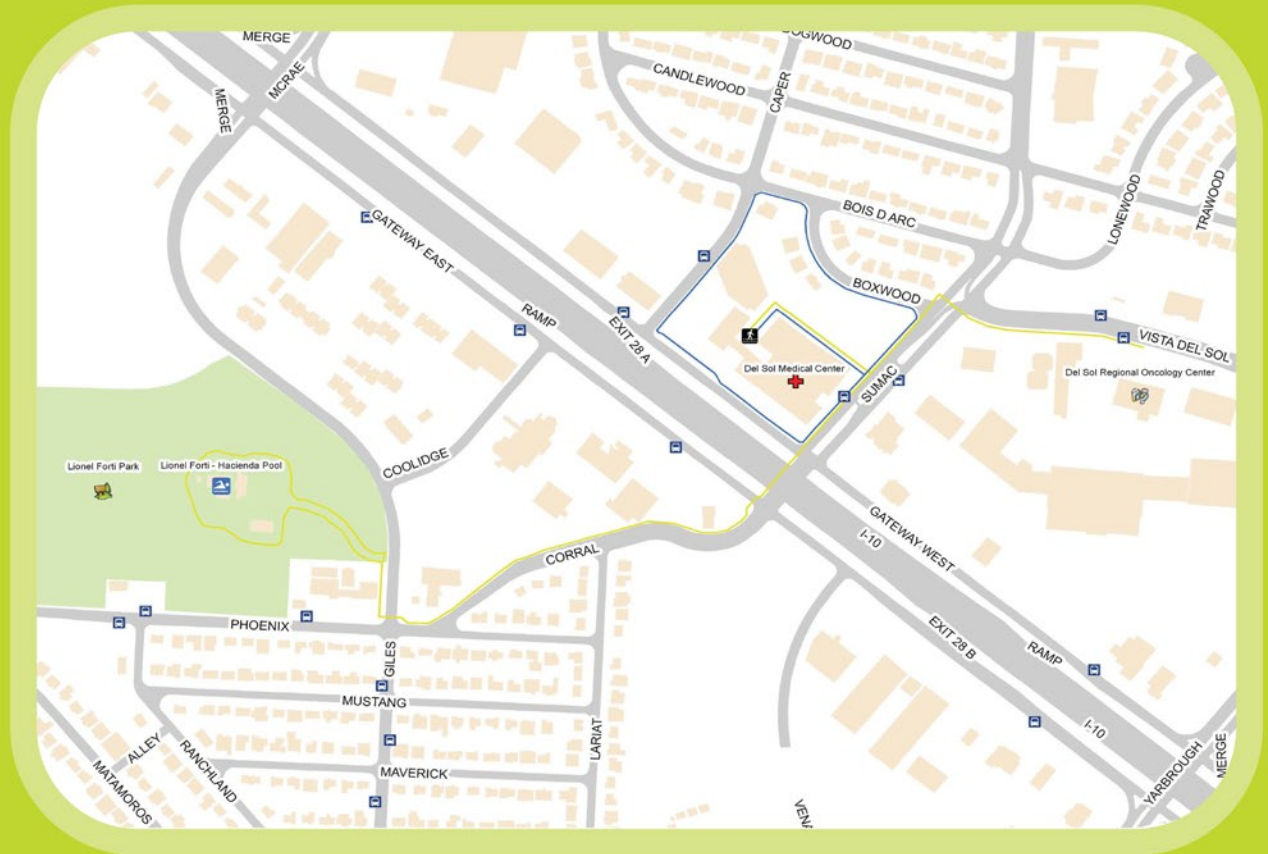 MERGE
OGWOOD
MCRAE
MERGE
CANDLEWOOD
CAPER
LONEWOOD
TRAWOOD
BOIS D ARC
GATEWAY EAST
BOXWOOD
RAMP
EXIT 28 A
VISTA DEL SOL
Del Sol Medical Center
SUMAC
Del Sol Regional Oncology Center
Lionel Forti Park
Lionel Forti - Hacienda Pool
COOLIDGE
GATEWAY WEST
I-10
CORRAL
PHOENIX
EXIT 28 B
RAMP
GILES
MUSTANG
I-10
LARIAT
ALLEY
RANCHLAND
MAVERICK
MATAMOROS
YARBROUGH
MERGE
VENA